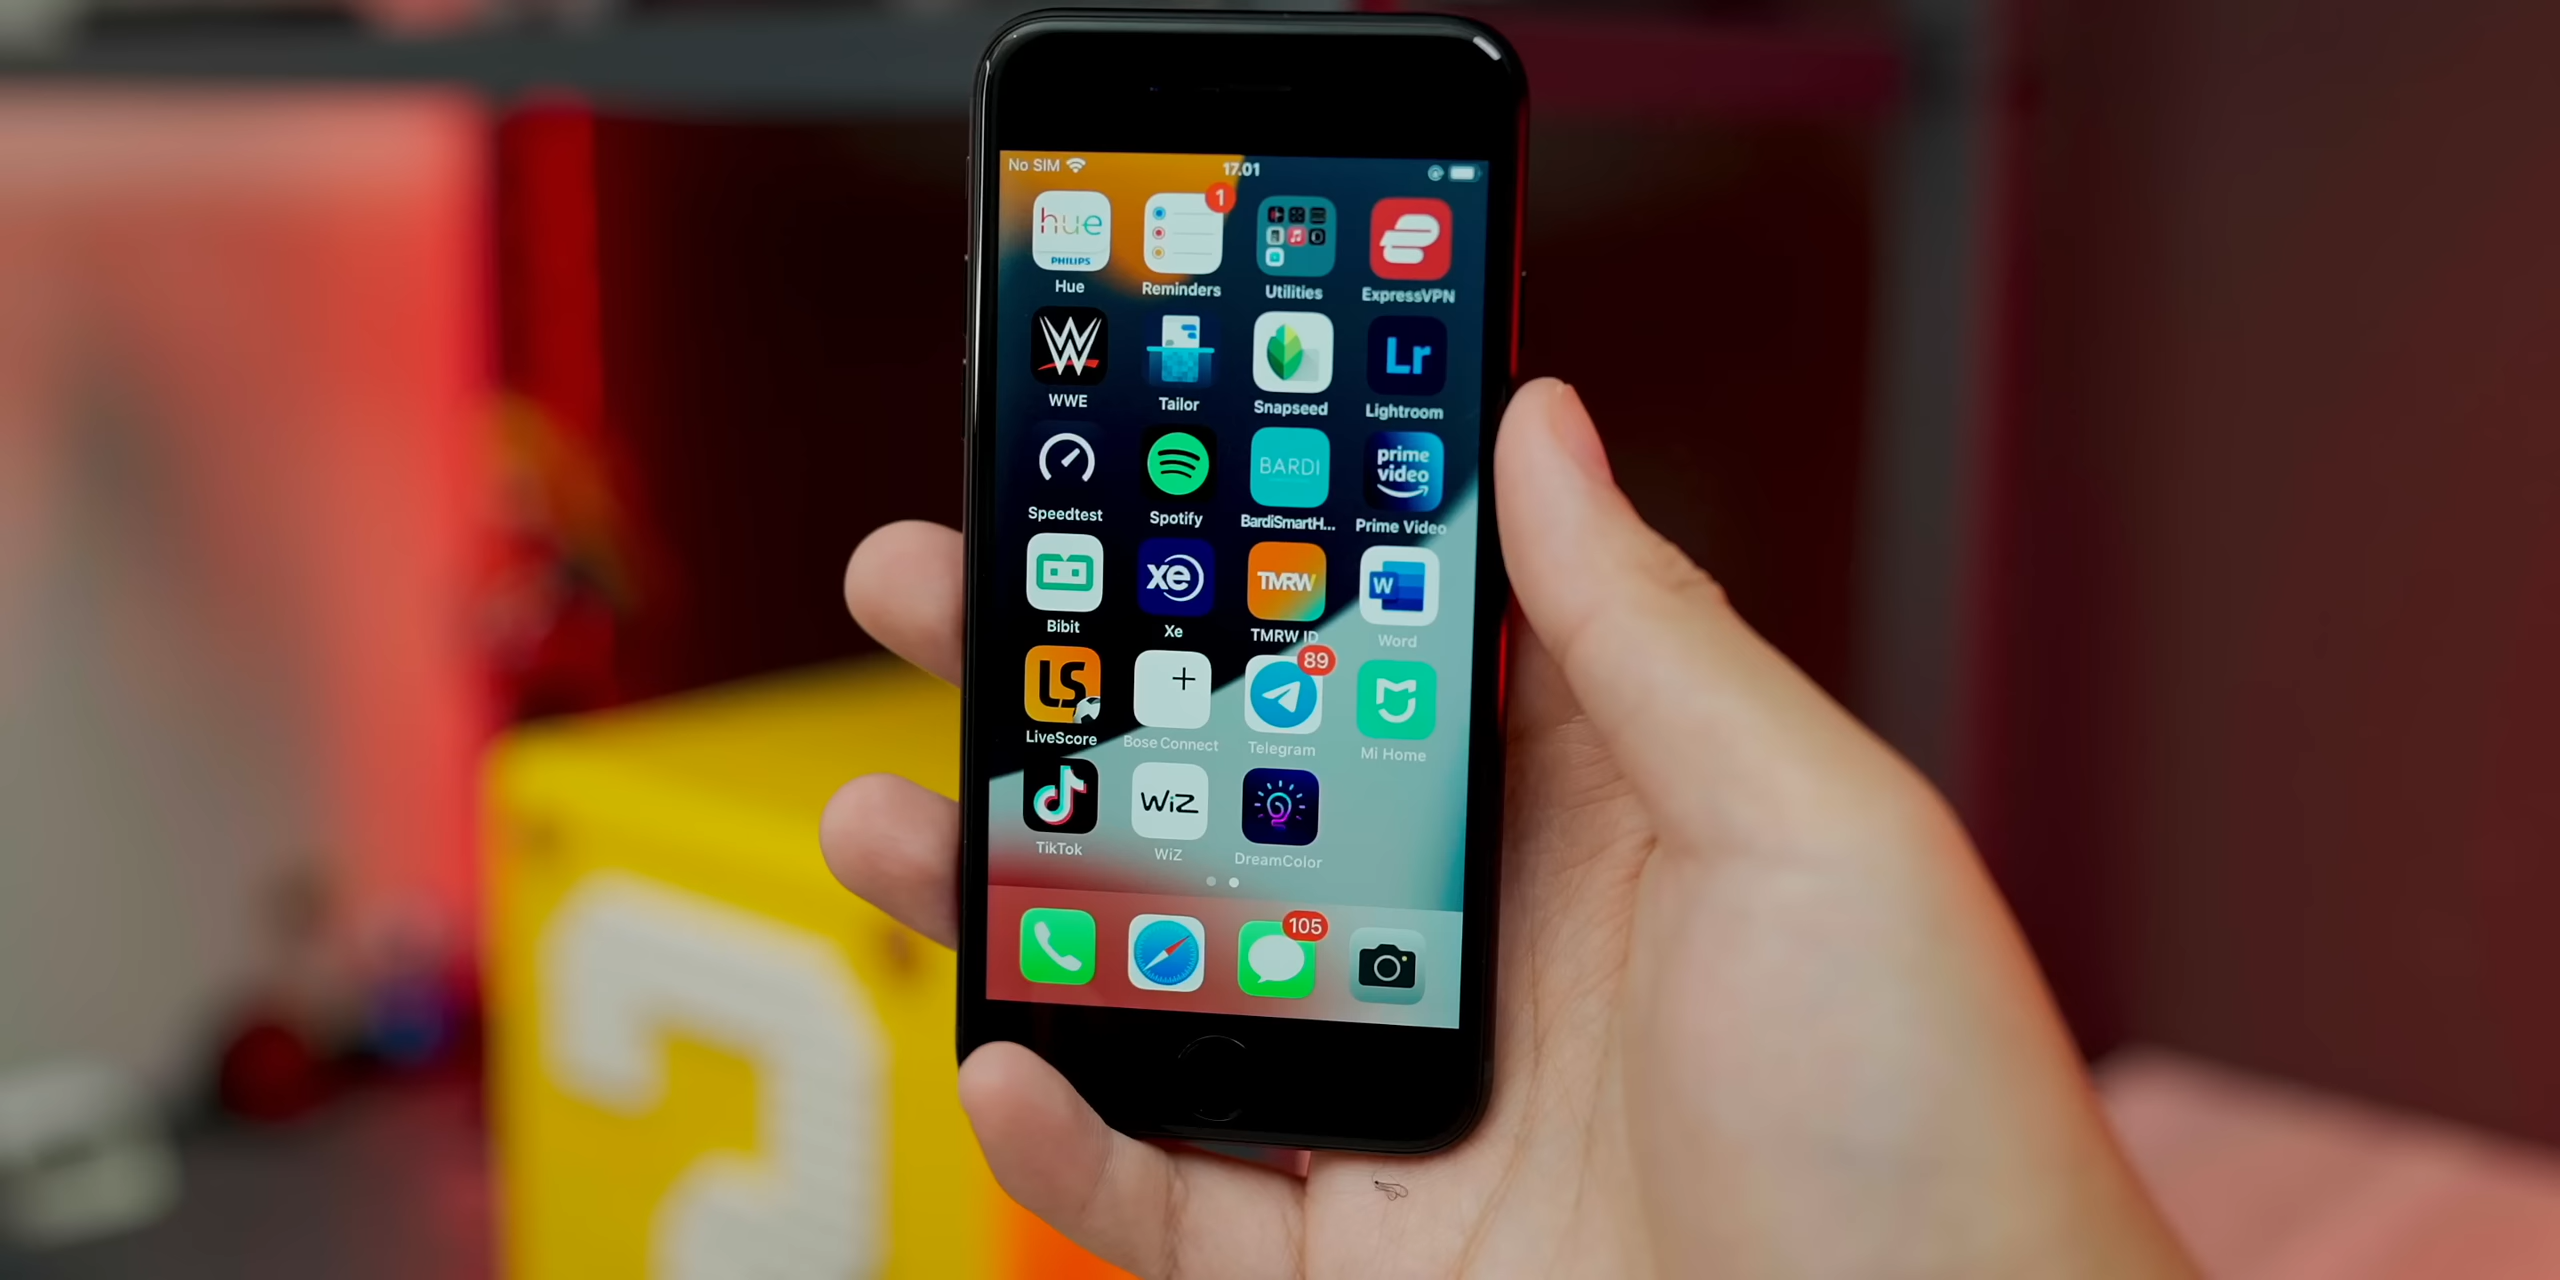 No SIM 17.01
hue
PHILIPS
1
Hue Reminders Utilities ExpressVPN
W Lr
WWE Tailor Snapseed Lightroom
BARDI prime
video
Speedtest Spotify BardiSmartH... Prime Video
xe TMRW W
Bibit Xe TMRW ID Word
LS + 89
LiveScore Bose Connect Telegram Mi Home
WiZ
TikTok WiZ DreamColor
105
?